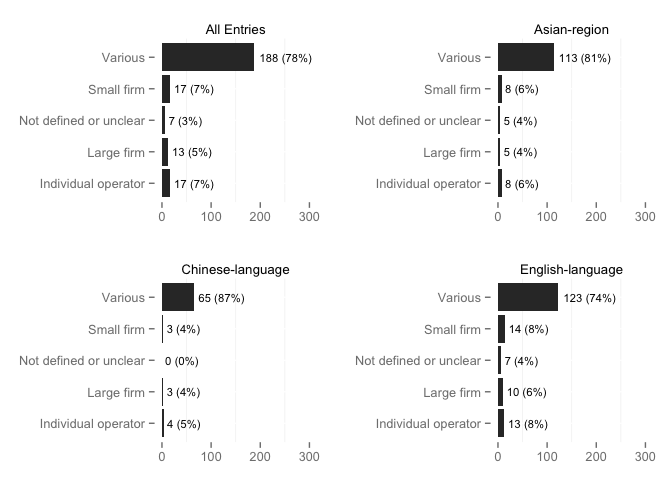 All Entries
Various 188 (78%)
Small firm 17 (7%)
Not defined or unclear 7 (3%)
Large firm 13 (5%)
Individual operator 17 (7%)
0 100 200 300
Asian-region
Various 113 (81%)
Small firm 8 (6%)
Not defined or unclear 5 (4%)
Large firm 5 (4%)
Individual operator 8 (6%)
0 100 200 300
Chinese-language
Various 65 (87%)
Small firm 3 (4%)
Not defined or unclear 0 (0%)
Large firm 3 (4%)
Individual operator 4 (5%)
0 100 200 300
English-language
Various 123 (74%)
Small firm 14 (8%)
Not defined or unclear 7 (4%)
Large firm 10 (6%)
Individual operator 13 (8%)
0 100 200 300